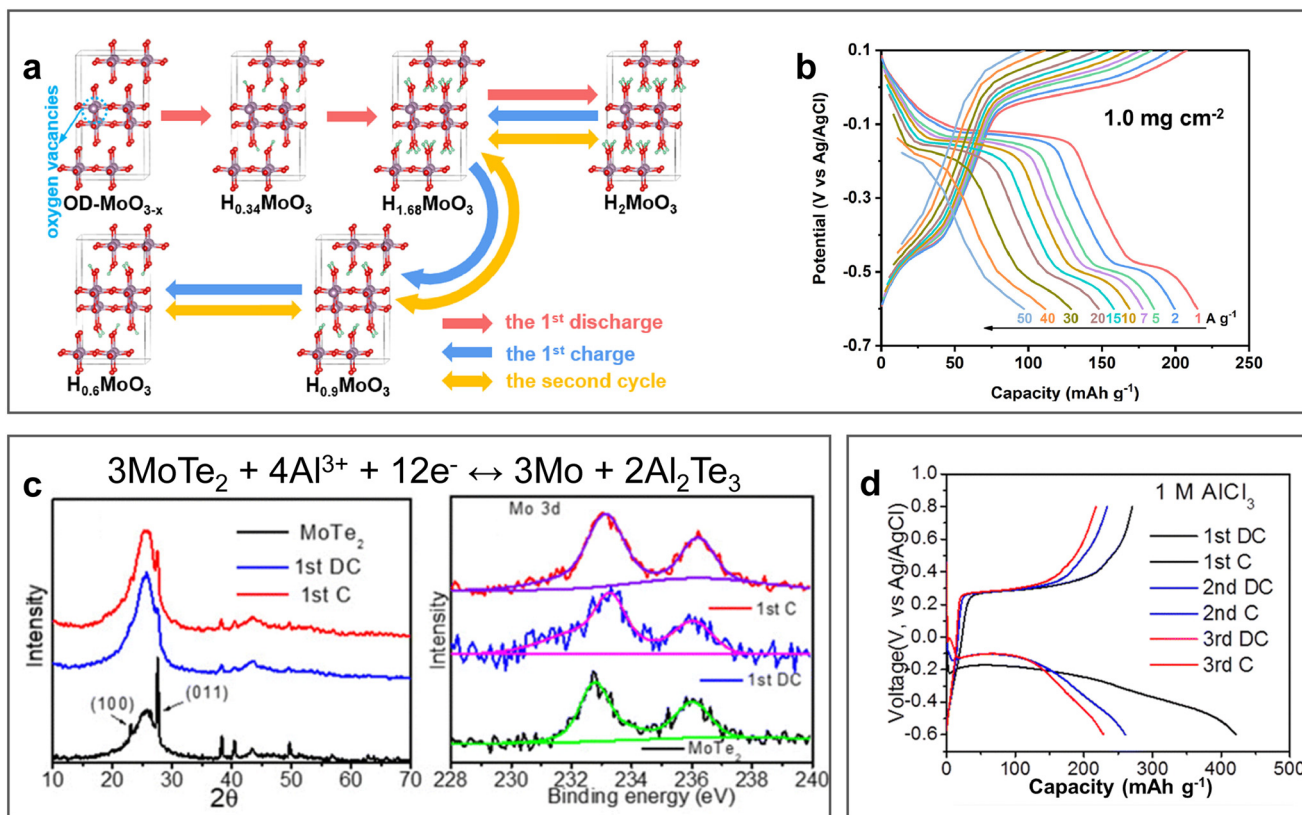 a
oxygen vacancies
OD-MoO₃₋ₓ
H₀.₃₄MoO₃
H₁.₆₈MoO₃
H₂MoO₃
H₀.₆MoO₃
H₀.₉MoO₃
the 1ˢᵗ discharge
the 1ˢᵗ charge
the second cycle
b
Potential (V vs Ag/AgCl)
0.1
-0.1
-0.3
-0.5
-0.7
1.0 mg cm⁻²
50 40 30 20 15 10 7 5 2 1 A g⁻¹
0 50 100 150 200 250
Capacity (mAh g⁻¹)
3MoTe₂ + 4Al³⁺ + 12e⁻ ↔ 3Mo + 2Al₂Te₃
c
Intensity
MoTe₂
1st DC
1st C
(100)
(011)
10 20 30 40 50 60 70
2θ
Intensity
Mo 3d
1st C
1st DC
MoTe₂
228 230 232 234 236 238 240
Binding energy (eV)
d
Voltage(V, vs Ag/AgCl)
1.0
0.8
0.6
0.4
0.2
0.0
-0.2
-0.4
-0.6
1 M AlCl₃
1st DC
1st C
2nd DC
2nd C
3rd DC
3rd C
0 100 200 300 400 500
Capacity (mAh g⁻¹)